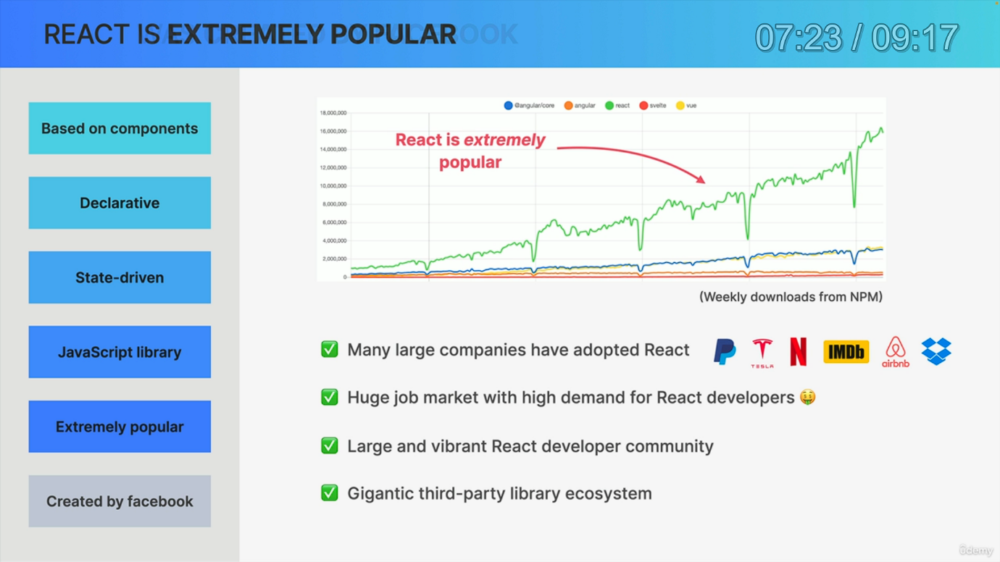 REACT IS EXTREMELY POPULAR
07:23 / 09:17
Based on components
Declarative
State-driven
JavaScript library
Extremely popular
Created by facebook
@angular/core angular react svelte vue
18,000,000
16,000,000
14,000,000
12,000,000
10,000,000
8,000,000
6,000,000
4,000,000
2,000,000
0
React is extremely
popular
(Weekly downloads from NPM)
✅ Many large companies have adopted React
TESLA
N
IMDb
airbnb
✅ Huge job market with high demand for React developers 🤑
✅ Large and vibrant React developer community
✅ Gigantic third-party library ecosystem
ûdemy